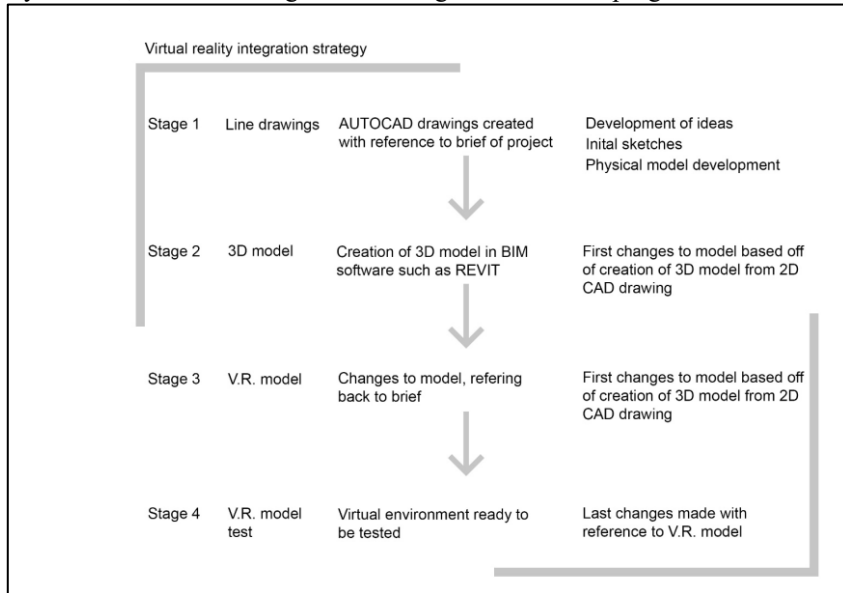 Virtual reality integration strategy
Stage 1 Line drawings AUTOCAD drawings created Development of ideas
with reference to brief of project Inital sketches
Physical model development
Stage 2 3D model Creation of 3D model in BIM First changes to model based off
software such as REVIT of creation of 3D model from 2D
CAD drawing
Stage 3 V.R. model Changes to model, refering First changes to model based off
back to brief of creation of 3D model from 2D
CAD drawing
Stage 4 V.R. model Virtual environment ready to Last changes made with
test be tested reference to V.R. model